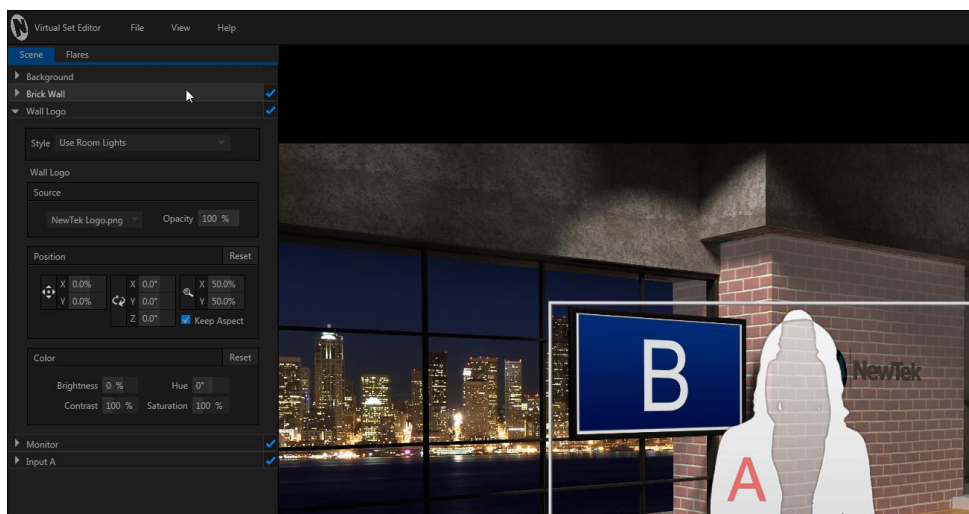 Virtual Set Editor File View Help
Scene Flares
Background
Brick Wall
Wall Logo
Style Use Room Lights
Wall Logo
Source
NewTek Logo.png Opacity 100 %
Position Reset
X 0.0% X 0.0° X 50.0%
Y 0.0% Y 0.0° Y 50.0%
Z 0.0° Keep Aspect
Color Reset
Brightness 0 % Hue 0°
Contrast 100 % Saturation 100 %
Monitor
Input A
B
NewTek
A